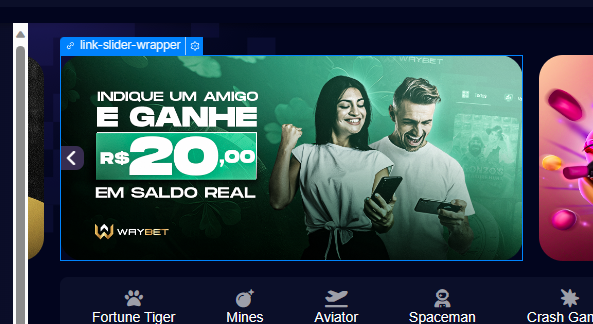 link-slider-wrapper
INDIQUE UM AMIGO
E GANHE
R$20,00
EM SALDO REAL
WAYBET
WAYBET
Fortune Tiger
Mines
Aviator
Spaceman
Crash Gam